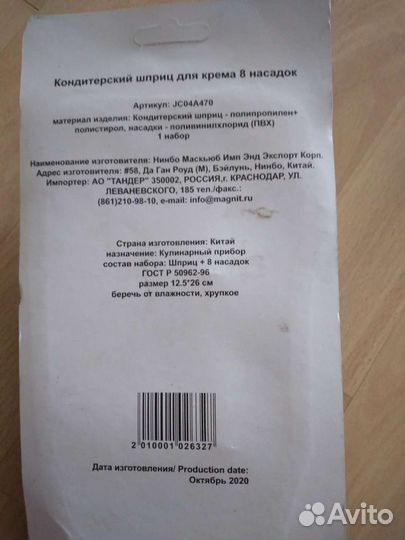 Кондитерский шприц для крема 8 насадок
Артикул: JC04A470
материал изделия: Кондитерский шприц - полипропилен+
полистирол, насадки - поливинилхлорид (ПВХ)
1 набор
Наименование изготовителя: Нинбо Маскьюб Имп Энд Экспорт Корп.
Адрес изготовителя: #58, Да Ган Роуд (М), Бэйлунь, Нинбо, Китай.
Импортер: АО "ТАНДЕР" 350002, РОССИЯ,г. КРАСНОДАР, УЛ.
ЛЕВАНЕВСКОГО, 185 тел./факс.:
(861)210-98-10, e-mail: info@magnit.ru
Страна изготовления: Китай
назначение: Кулинарный прибор
состав набора: Шприц + 8 насадок
ГОСТ Р 50962-96
размер 12.5*26 см
беречь от влажности, хрупкое
2 010001 026327
Дата изготовления/ Production date:
Октябрь 2020
Avito